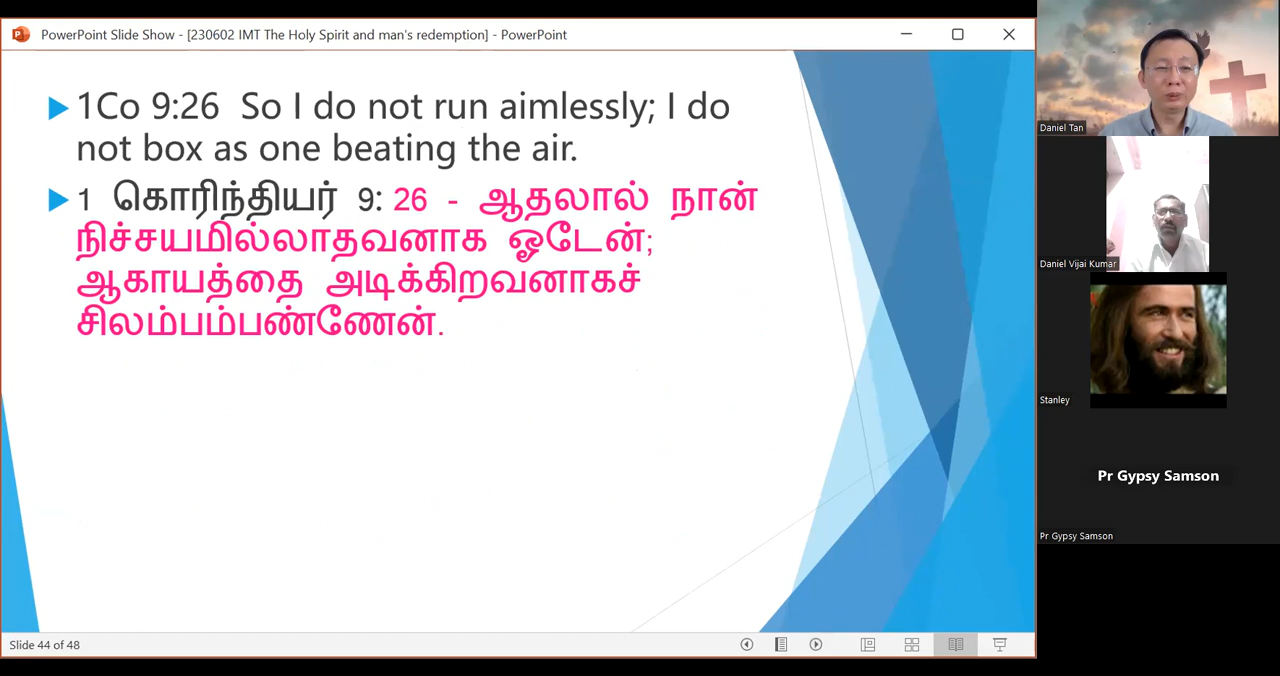 PowerPoint Slide Show - [230602 IMT The Holy Spirit and man's redemption] - PowerPoint
1Co 9:26 So I do not run aimlessly; I do
not box as one beating the air.
1 கொரிந்தியர் 9: 26 - ஆதலால் நான்
நிச்சயமில்லாதவனாக ஓடேன்;
ஆகாயத்தை அடிக்கிறவனாகச்
சிலம்பம்பண்ணேன்.
Slide 44 of 48
Daniel Tan
Daniel Vijai Kumar
Stanley
Pr Gypsy Samson
Pr Gypsy Samson